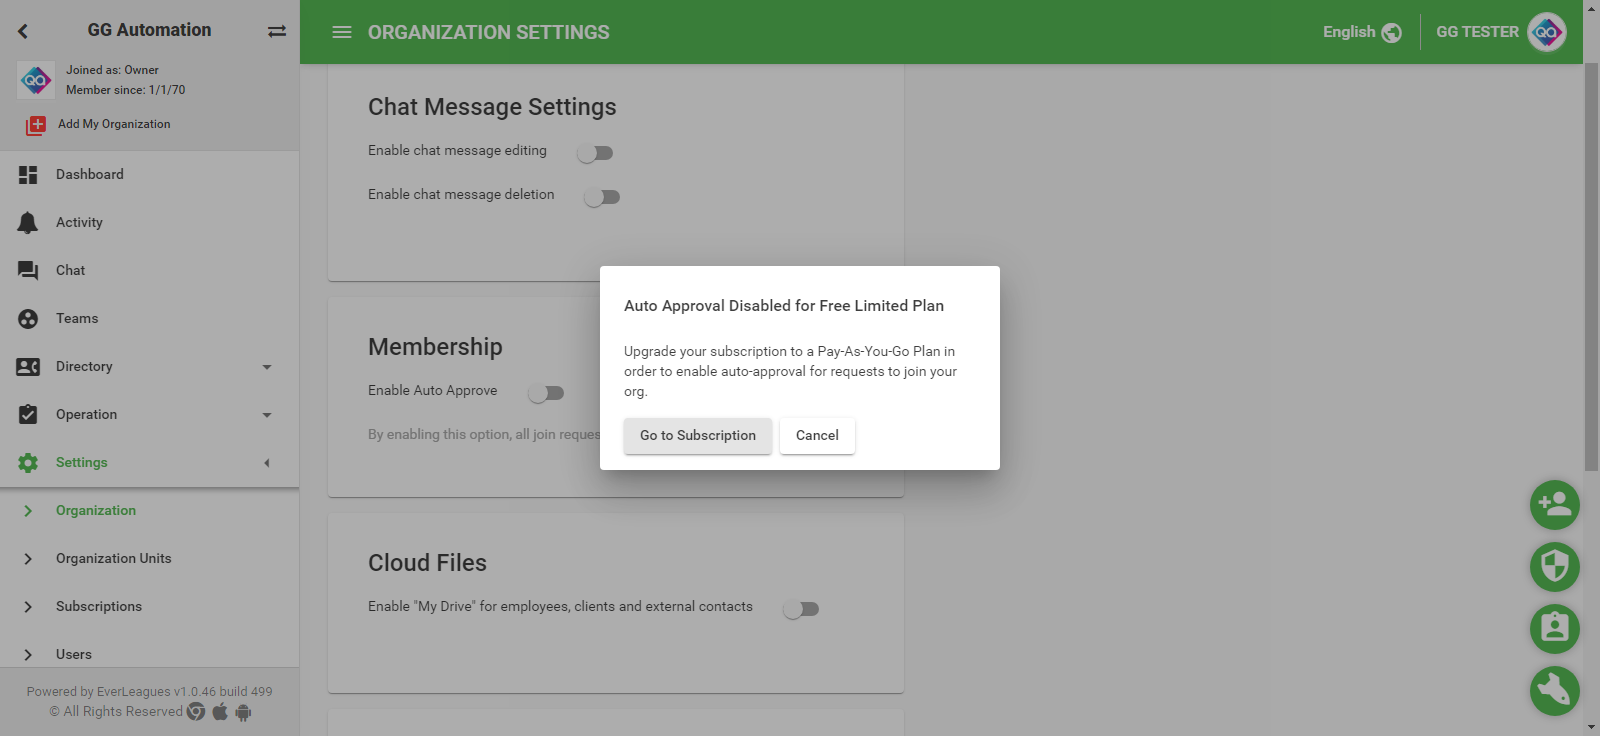 GG Automation
Joined as: Owner
Member since: 1/1/70
Add My Organization
Dashboard
Activity
Chat
Teams
Directory
Operation
Settings
Organization
Organization Units
Subscriptions
Users
Powered by EverLeagues v1.0.46 build 499
© All Rights Reserved
ORGANIZATION SETTINGS
English
GG TESTER
Chat Message Settings
Enable chat message editing
Enable chat message deletion
Membership
Enable Auto Approve
By enabling this option, all join reques
Cloud Files
Enable "My Drive" for employees, clients and external contacts
Auto Approval Disabled for Free Limited Plan
Upgrade your subscription to a Pay-As-You-Go Plan in
order to enable auto-approval for requests to join your
org.
Go to Subscription
Cancel